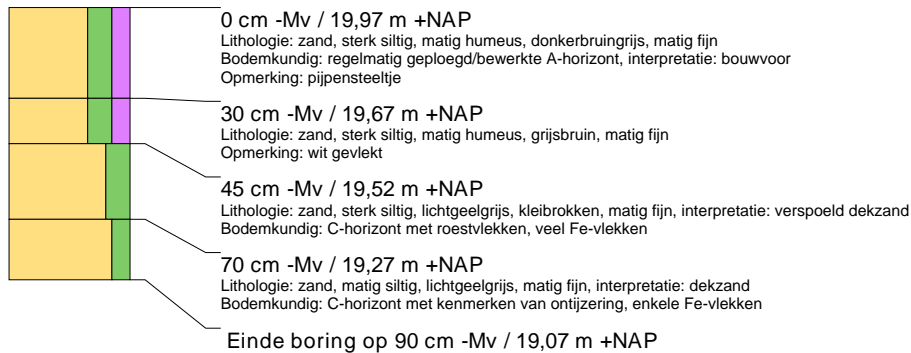 0 cm -Mv / 19,97 m +NAP
Lithologie: zand, sterk siltig, matig humeus, donkerbruingrijs, matig fijn
Bodemkundig: regelmatig geploegd/bewerkte A-horizont, interpretatie: bouwvoor
Opmerking: pijpensteeltje
30 cm -Mv / 19,67 m +NAP
Lithologie: zand, sterk siltig, matig humeus, grijsbruin, matig fijn
Opmerking: wit gevlekt
45 cm -Mv / 19,52 m +NAP
Lithologie: zand, sterk siltig, lichtgeelgrijs, kleibrokken, matig fijn, interpretatie: verspoeld dekzand
Bodemkundig: C-horizont met roestvlekken, veel Fe-vlekken
70 cm -Mv / 19,27 m +NAP
Lithologie: zand, matig siltig, lichtgeelgrijs, matig fijn, interpretatie: dekzand
Bodemkundig: C-horizont met kenmerken van ontijzering, enkele Fe-vlekken
Einde boring op 90 cm -Mv / 19,07 m +NAP